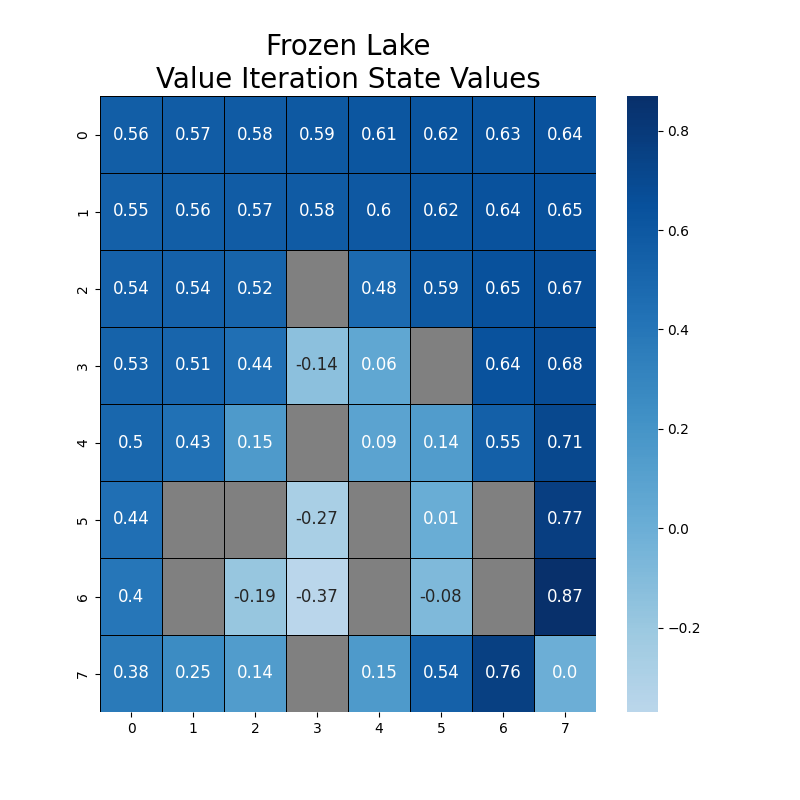 Frozen Lake
Value Iteration State Values
0 0.56 0.57 0.58 0.59 0.61 0.62 0.63 0.64
1 0.55 0.56 0.57 0.58 0.6 0.62 0.64 0.65
2 0.54 0.54 0.52 0.48 0.59 0.65 0.67
3 0.53 0.51 0.44 -0.14 0.06 0.64 0.68
4 0.5 0.43 0.15 0.09 0.14 0.55 0.71
5 0.44 -0.27 0.01 0.77
6 0.4 -0.19 -0.37 -0.08 0.87
7 0.38 0.25 0.14 0.15 0.54 0.76 0.0
0 1 2 3 4 5 6 7
0.8
0.6
0.4
0.2
0.0
−0.2